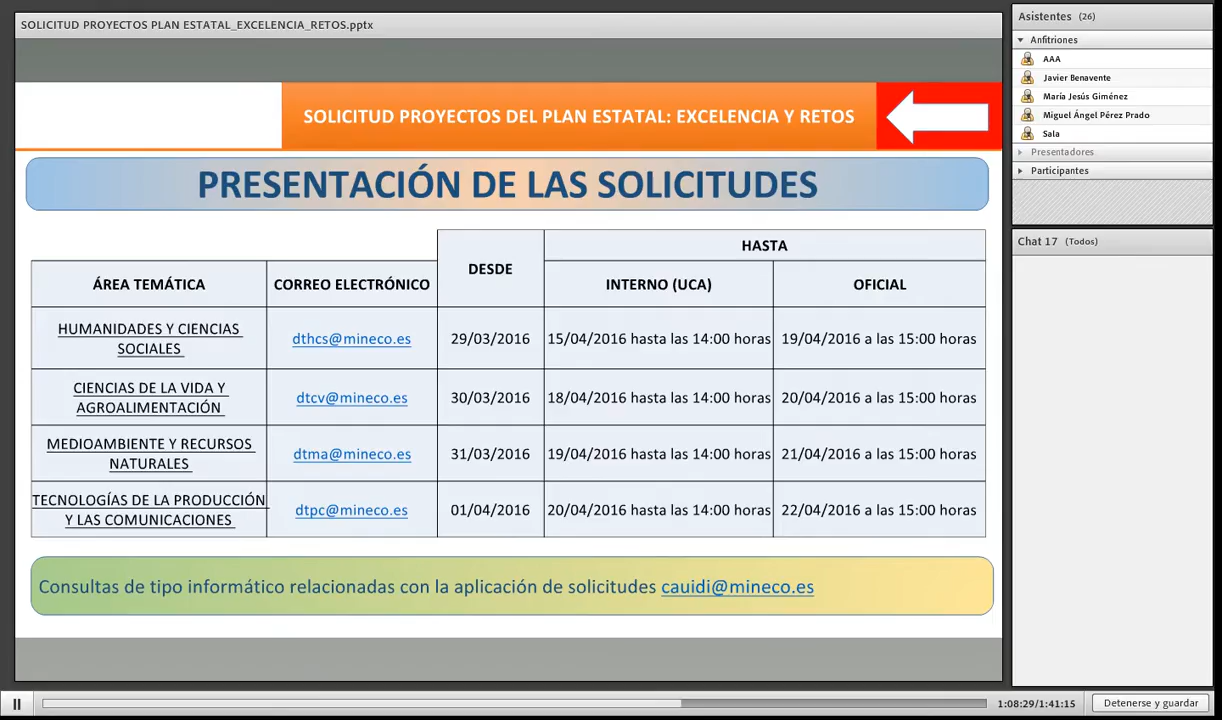 SOLICITUD PROYECTOS PLAN ESTATAL_EXCELENCIA_RETOS.pptx
SOLICITUD PROYECTOS DEL PLAN ESTATAL: EXCELENCIA Y RETOS
PRESENTACIÓN DE LAS SOLICITUDES
HASTA
DESDE
ÁREA TEMÁTICA CORREO ELECTRÓNICO INTERNO (UCA) OFICIAL
HUMANIDADES Y CIENCIAS
SOCIALES
dthcs@mineco.es 29/03/2016 15/04/2016 hasta las 14:00 horas 19/04/2016 a las 15:00 horas
CIENCIAS DE LA VIDA Y
AGROALIMENTACIÓN
dtcv@mineco.es 30/03/2016 18/04/2016 hasta las 14:00 horas 20/04/2016 a las 15:00 horas
MEDIOAMBIENTE Y RECURSOS
NATURALES
dtma@mineco.es 31/03/2016 19/04/2016 hasta las 14:00 horas 21/04/2016 a las 15:00 horas
TECNOLOGÍAS DE LA PRODUCCIÓN
Y LAS COMUNICACIONES
dtpc@mineco.es 01/04/2016 20/04/2016 hasta las 14:00 horas 22/04/2016 a las 15:00 horas
Consultas de tipo informático relacionadas con la aplicación de solicitudes cauidi@mineco.es
Asistentes (26)
Anfitriones
AAA
Javier Benavente
María Jesús Giménez
Miguel Ángel Pérez Prado
Sala
Presentadores
Participantes
Chat 17 (Todos)
1:08:29/1:41:15
Detenerse y guardar